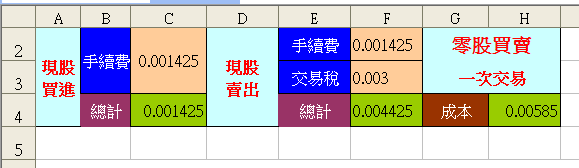 A B C D E F G H
2 手續費 0.001425 零股買賣
現股 手續費 0.001425 現股
3 買進 賣出 交易稅 0.003 一次交易
4 總計 0.001425 總計 0.004425 成本 0.00585
5